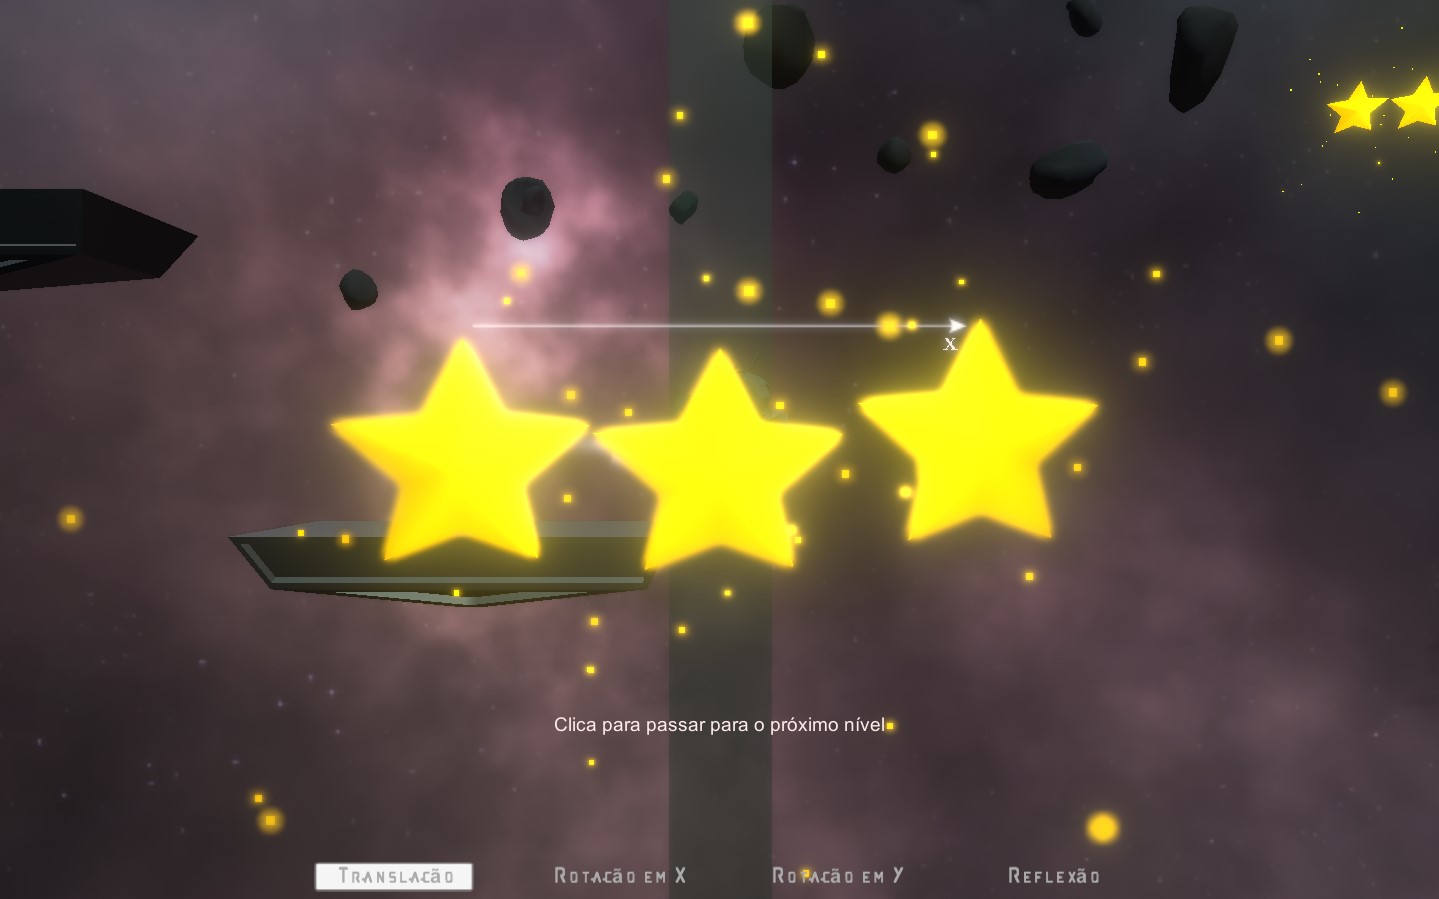 X
Clica para passar para o próximo nível
Translação
Rotação em X
Rotação em Y
Reflexão